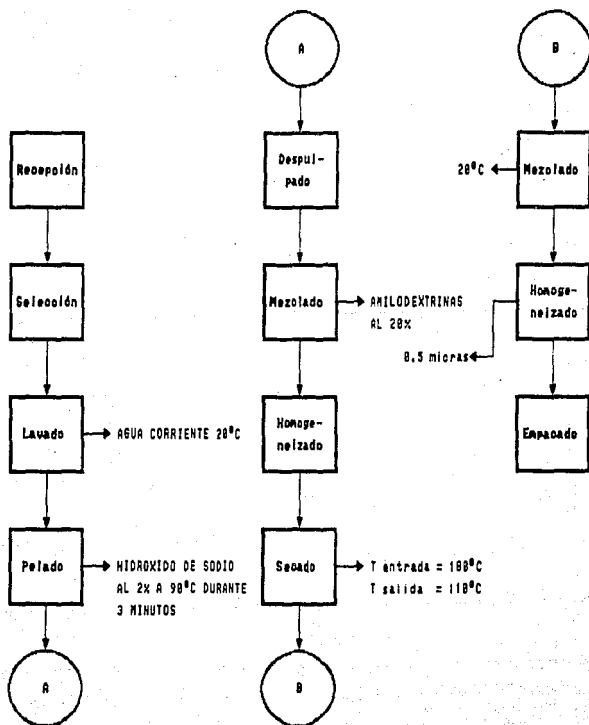 Recepción
Selección
Lavado
AGUA CORRIENTE 20°C
Pelado
HIDROXIDO DE SODIO
AL 2% A 90°C DURANTE
3 MINUTOS
A
A
Despul-
pado
Mezclado
AMILODEXTRINAS
AL 20%
Homoge-
neizado
Secado
T entrada = 180°C
T salida = 110°C
B
B
20°C
Mezclado
Homoge-
neizado
0.5 micras
Empacado